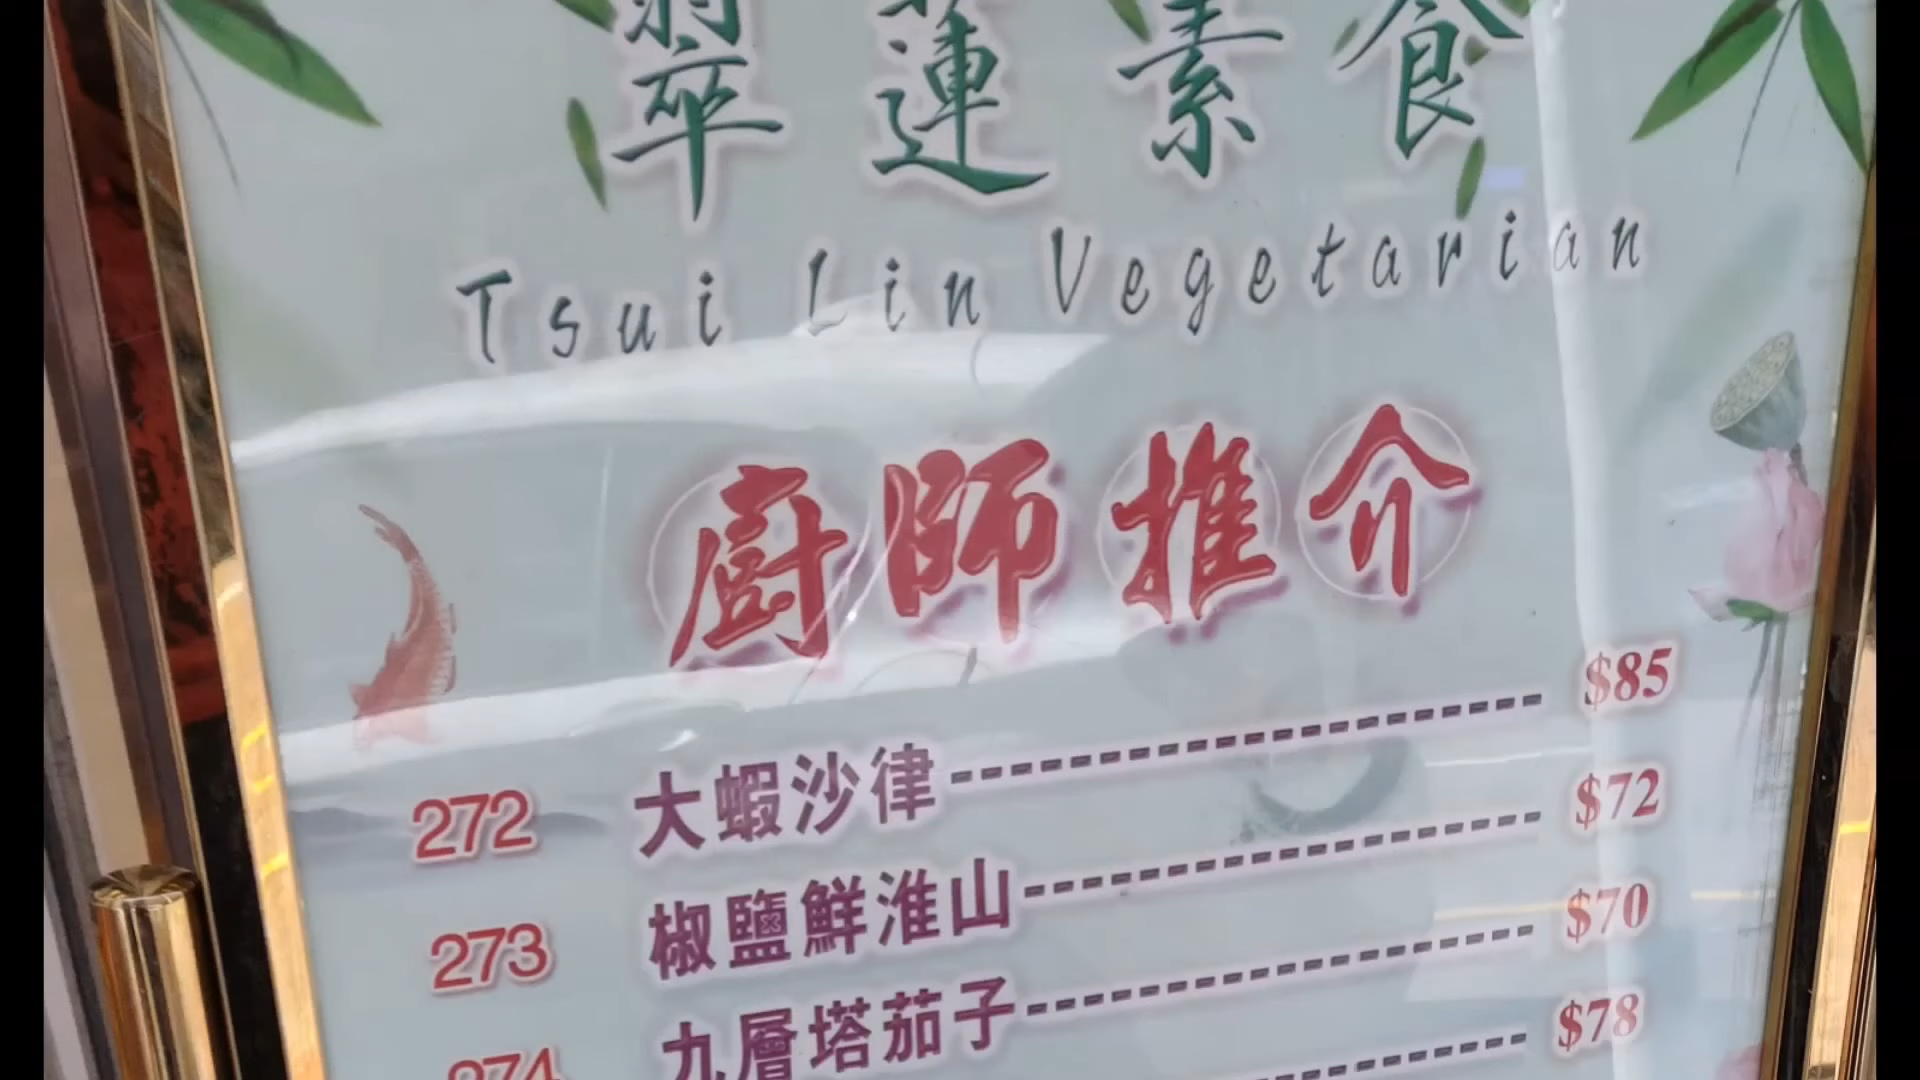 翠蓮素食
Tsui Lin Vegetarian
廚師推介
272 大蝦沙律 $85
273 椒鹽鮮淮山 $72
274 九層塔茄子 $70
$78